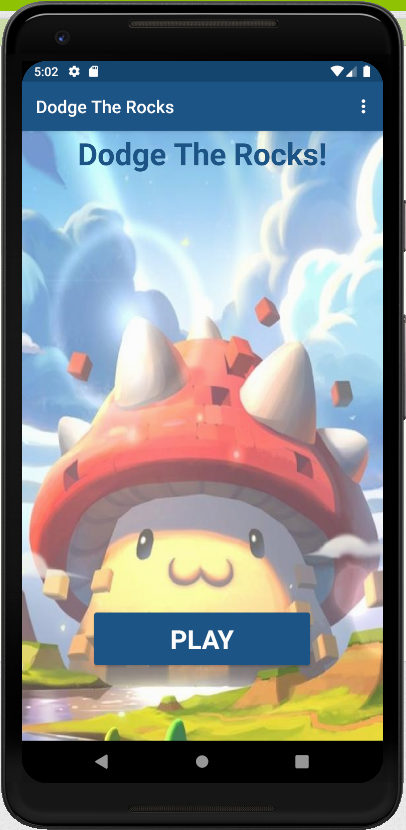 5:02
Dodge The Rocks
Dodge The Rocks!
PLAY